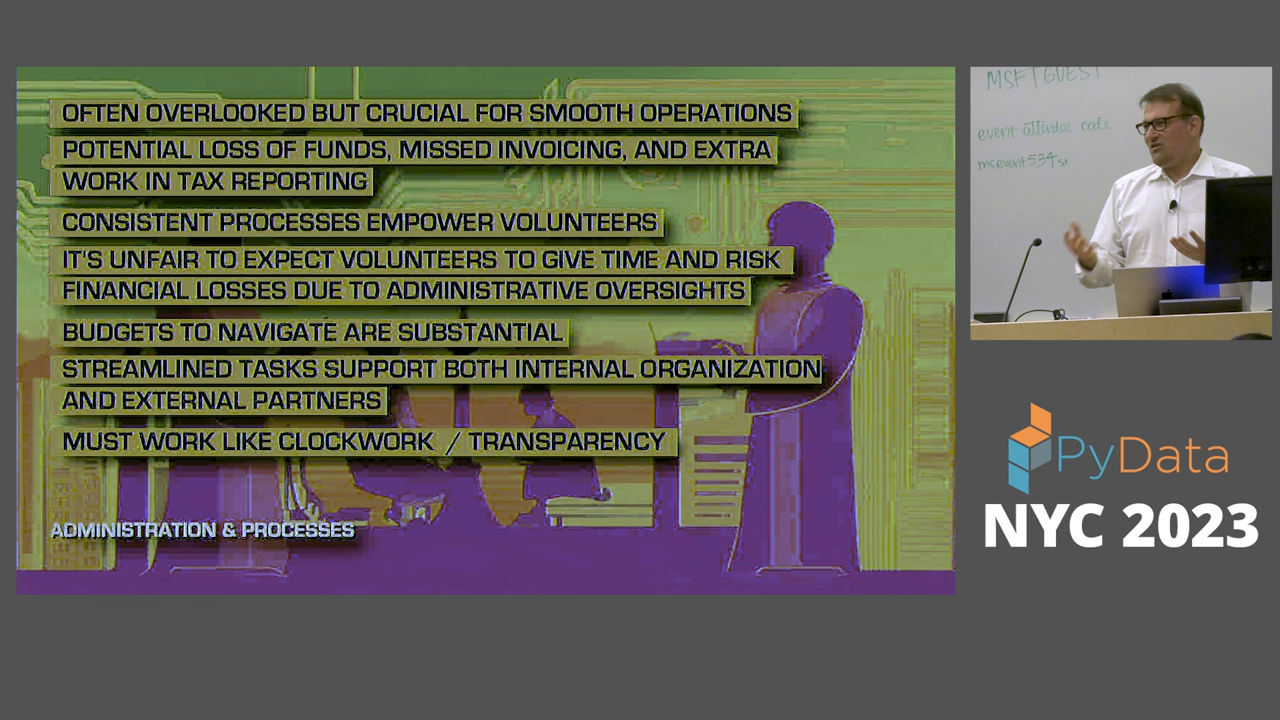 OFTEN OVERLOOKED BUT CRUCIAL FOR SMOOTH OPERATIONS
POTENTIAL LOSS OF FUNDS, MISSED INVOICING, AND EXTRA
WORK IN TAX REPORTING
CONSISTENT PROCESSES EMPOWER VOLUNTEERS
IT'S UNFAIR TO EXPECT VOLUNTEERS TO GIVE TIME AND RISK
FINANCIAL LOSSES DUE TO ADMINISTRATIVE OVERSIGHTS
BUDGETS TO NAVIGATE ARE SUBSTANTIAL
STREAMLINED TASKS SUPPORT BOTH INTERNAL ORGANIZATION
AND EXTERNAL PARTNERS
MUST WORK LIKE CLOCKWORK / TRANSPARENCY
ADMINISTRATION & PROCESSES
MSFTGUEST
event attendee code
msevent534si
PyData
NYC 2023